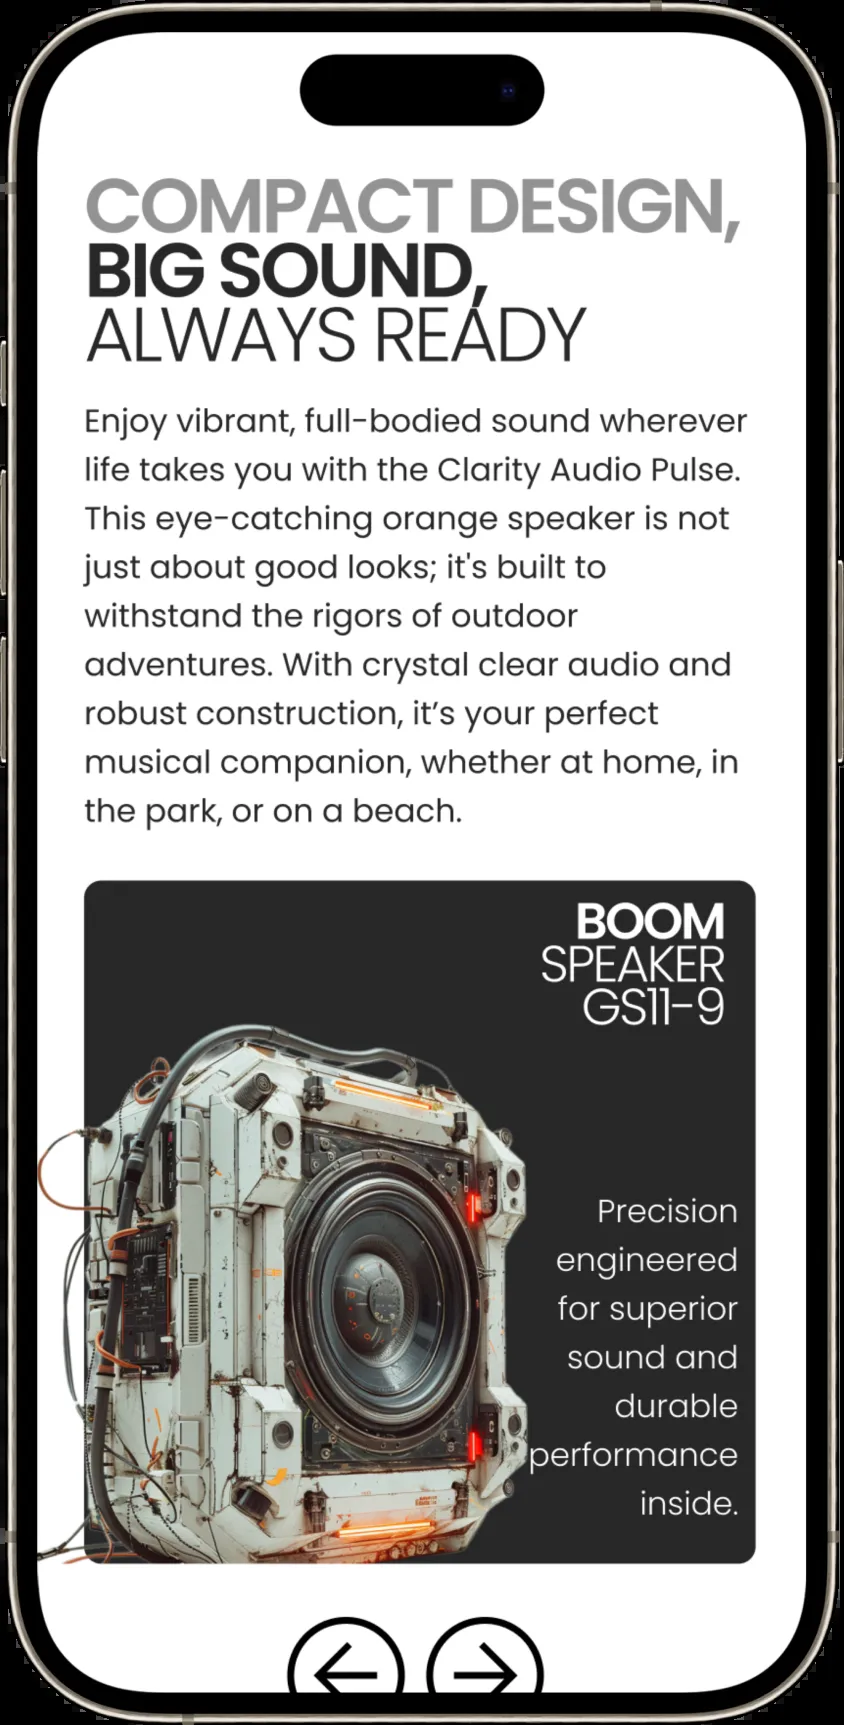 COMPACT DESIGN,
BIG SOUND,
ALWAYS READY
Enjoy vibrant, full-bodied sound wherever
life takes you with the Clarity Audio Pulse.
This eye-catching orange speaker is not
just about good looks; it's built to
withstand the rigors of outdoor
adventures. With crystal clear audio and
robust construction, it’s your perfect
musical companion, whether at home, in
the park, or on a beach.
BOOM
SPEAKER
GS11-9
Precision
engineered
for superior
sound and
durable
performance
inside.